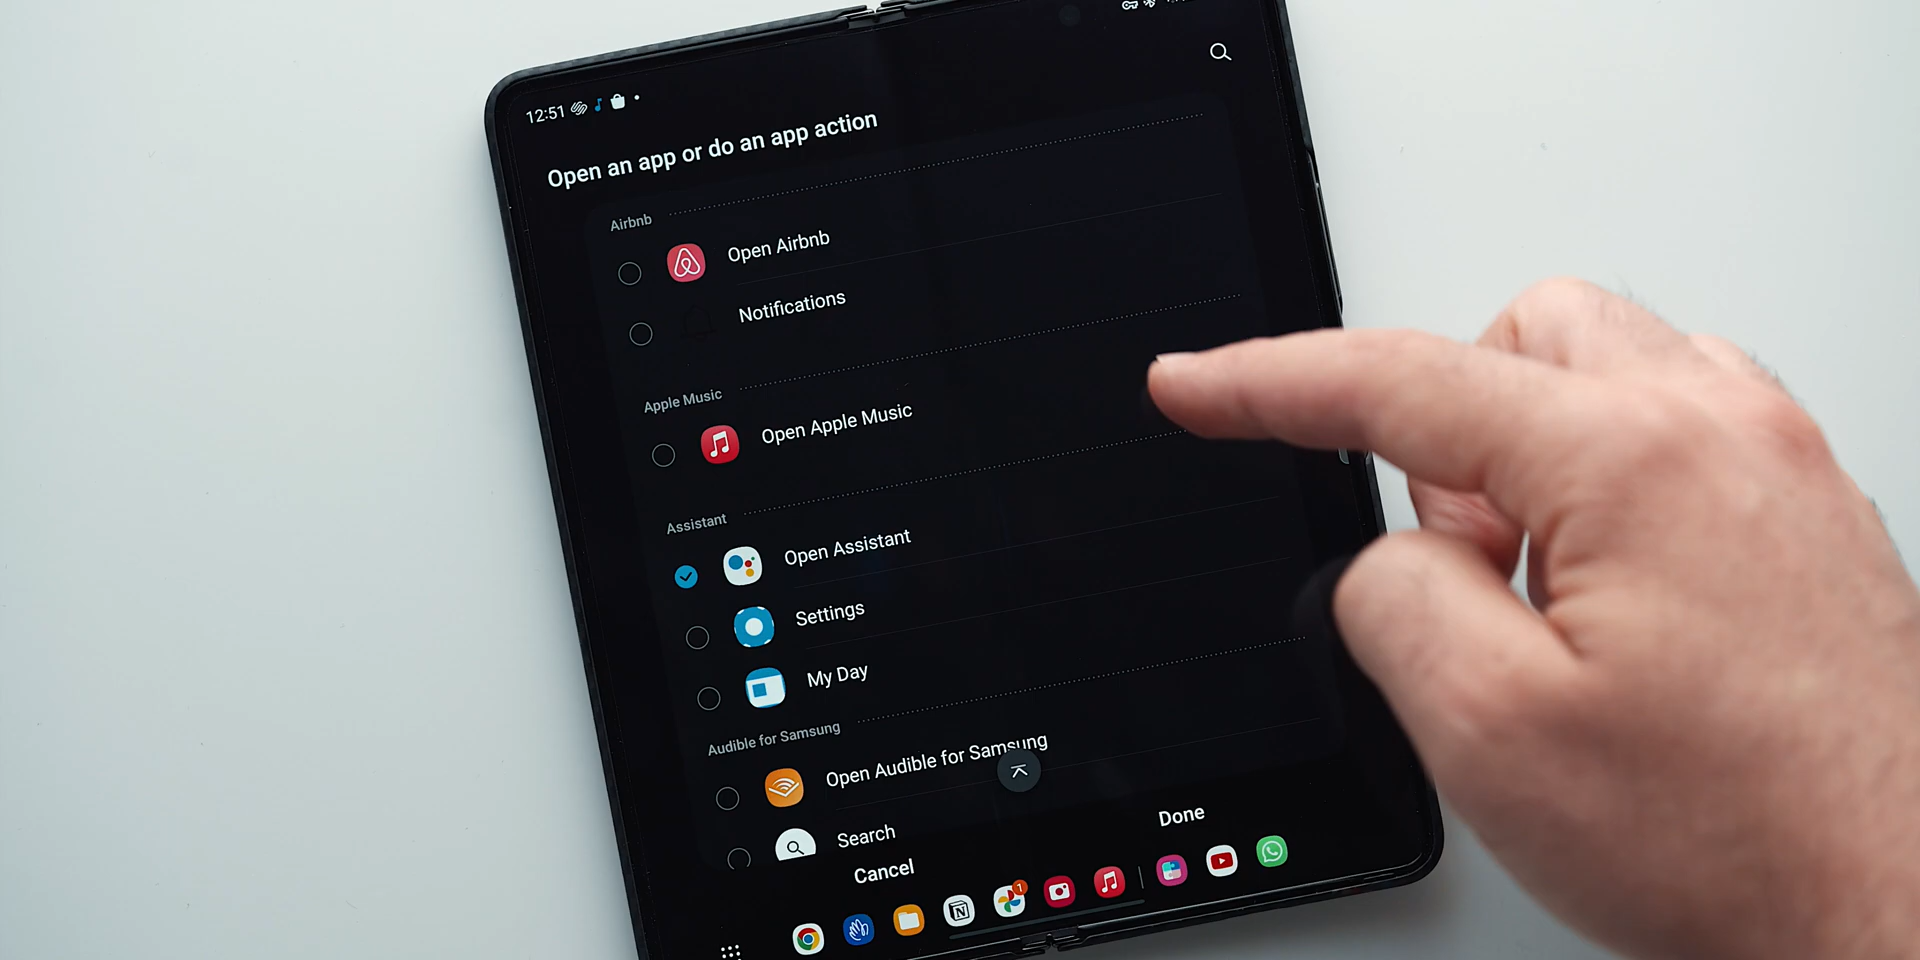 12:51
Open an app or do an app action
Airbnb
Open Airbnb
Notifications
Apple Music
Open Apple Music
Assistant
Open Assistant
Settings
My Day
Audible for Samsung
Open Audible for Samsung
Search
Cancel
Done
1